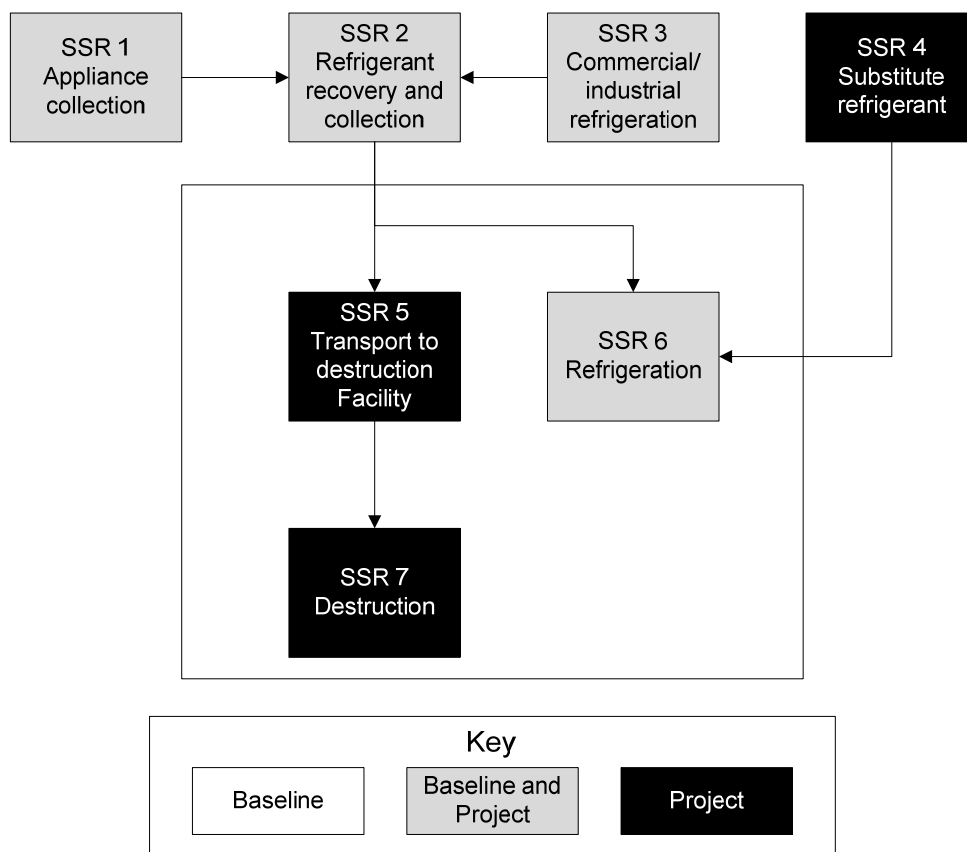 SSR 1
Appliance
collection
SSR 2
Refrigerant
recovery and
collection
SSR 3
Commercial/
industrial
refrigeration
SSR 4
Substitute
refrigerant
SSR 5
Transport to
destruction
Facility
SSR 6
Refrigeration
SSR 7
Destruction
Key
Baseline
Baseline and
Project
Project